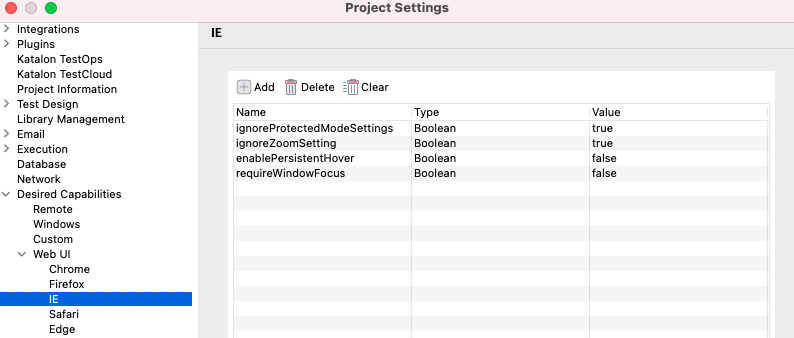 Project Settings
Integrations
Plugins
Katalon TestOps
Katalon TestCloud
Project Information
Test Design
Library Management
Email
Execution
Database
Network
Desired Capabilities
Remote
Windows
Custom
Web UI
Chrome
Firefox
IE
Safari
Edge
IE
Add Delete Clear
Name Type Value
ignoreProtectedModeSettings Boolean true
ignoreZoomSetting Boolean true
enablePersistentHover Boolean false
requireWindowFocus Boolean false